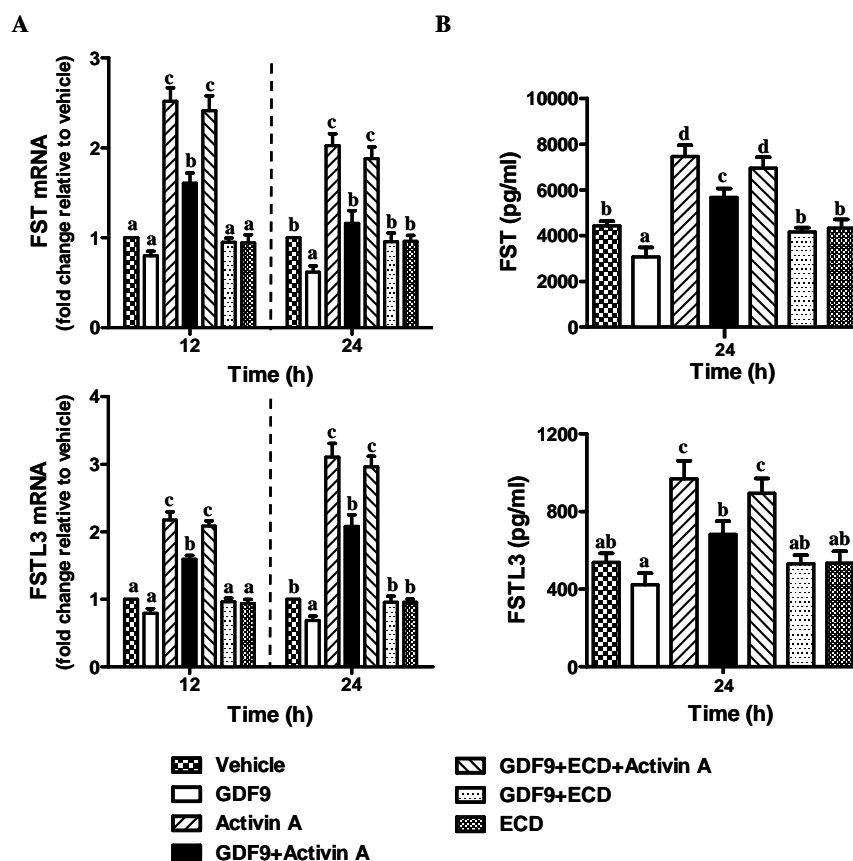 A
B
FST mRNA
(fold change relative to vehicle)
3
2
1
0
a
a
c
b
c
a
a
b
a
c
b
c
b
b
12
24
Time (h)
FST (pg/ml)
10000
8000
6000
4000
2000
0
b
a
d
c
d
b
b
24
Time (h)
FSTL3 mRNA
(fold change relative to vehicle)
4
3
2
1
0
a
a
c
b
c
a
a
b
a
c
b
c
b
b
12
24
Time (h)
FSTL3 (pg/ml)
1200
800
400
0
ab
a
c
b
c
ab
ab
24
Time (h)
Vehicle
GDF9
Activin A
GDF9+Activin A
GDF9+ECD+Activin A
GDF9+ECD
ECD